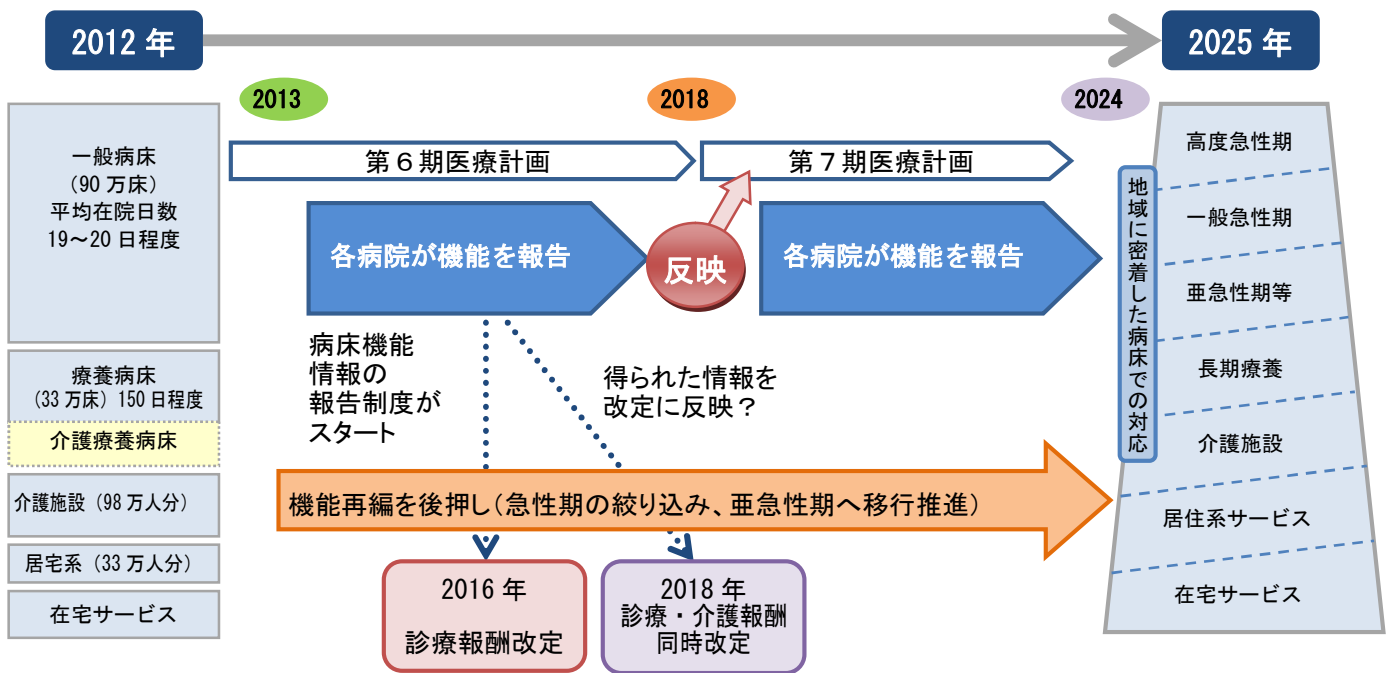 2012 年
2025 年
2013
2018
2024
一般病床
(90 万床)
平均在院日数
19～20 日程度
療養病床
(33 万床) 150 日程度
介護療養病床
介護施設 (98 万人分)
居宅系 (33 万人分)
在宅サービス
第６期医療計画
第７期医療計画
各病院が機能を報告
反映
各病院が機能を報告
病床機能
情報の
報告制度が
スタート
得られた情報を
改定に反映？
機能再編を後押し（急性期の絞り込み、亜急性期へ移行推進）
2016 年
診療報酬改定
2018 年
診療・介護報酬
同時改定
地域に密着した病床での対応
高度急性期
一般急性期
亜急性期等
長期療養
介護施設
居住系サービス
在宅サービス